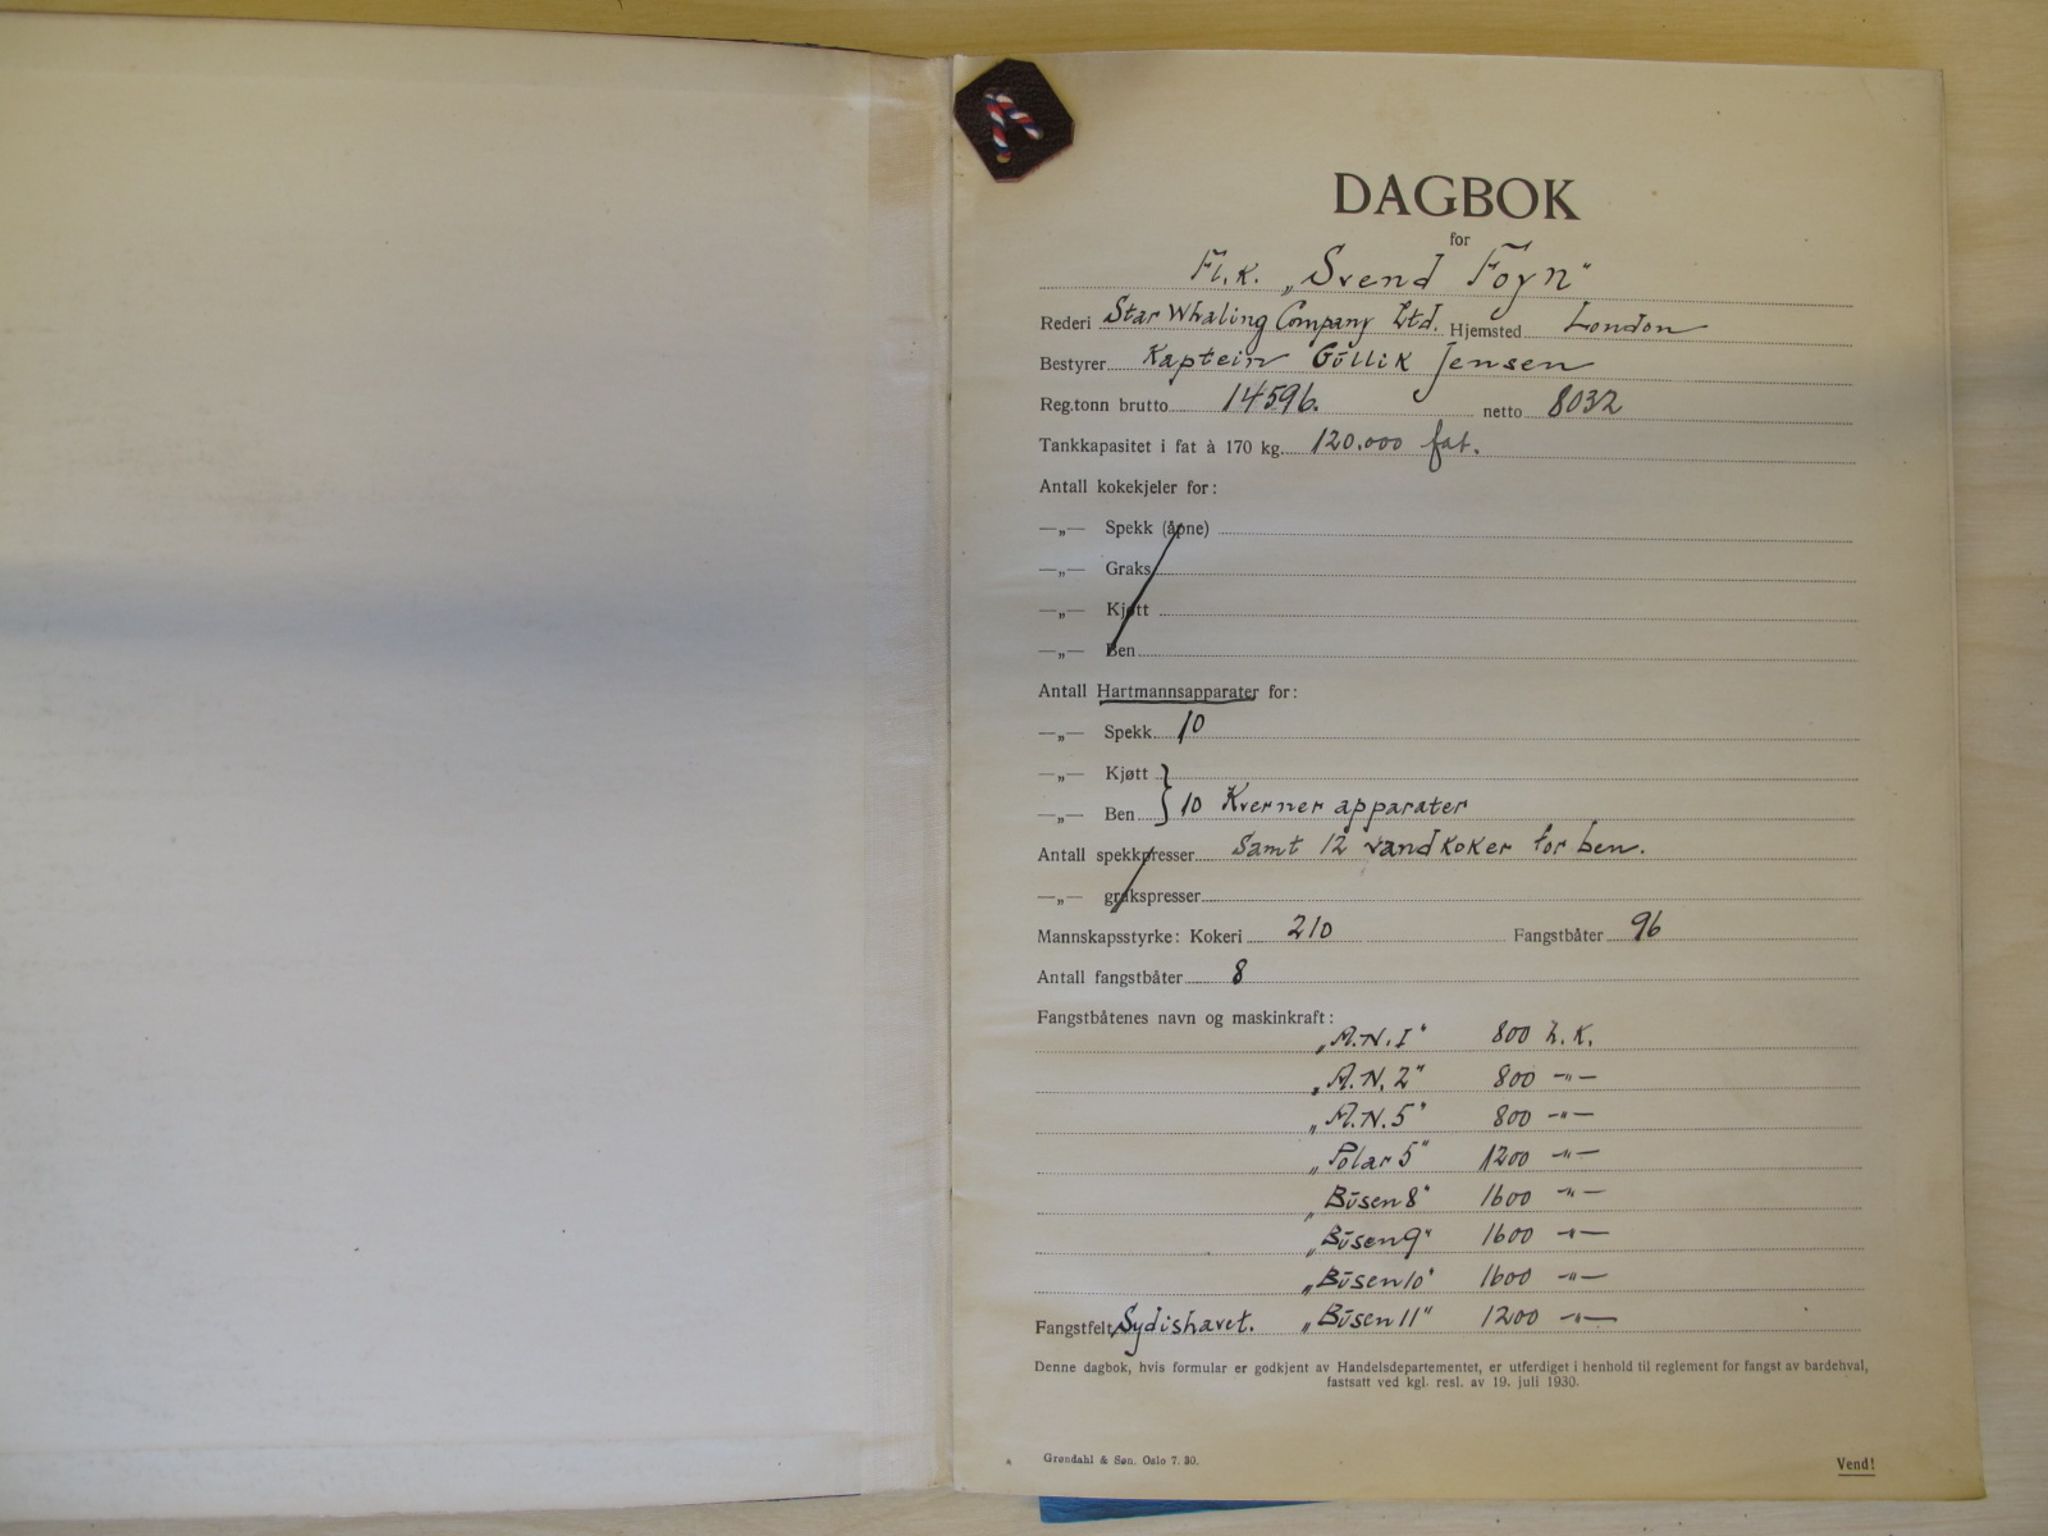 DAGBOK
for
Fl.k. „Svend Foyn"
Rederi Star Whaling Company Ltd. Hjemsted London
Bestyrer Kaptein Gūllik Jensen
Reg.tonn brutto 14596. netto 8032
Tankkapasitet i fat à 170 kg. 120.000 fat.
Antall kokekjeler for:
—„— Spekk (åpne)
—„— Graks
—„— Kjøtt
—„— Ben
Antall Hartmannsapparater for:
—„— Spekk 10
—„— Kjøtt
—„— Ben } 10 Kverner apparater
Antall spekkpresser Samt 12 vandkoker for ben.
—„— grakspresser
Mannskapsstyrke: Kokeri 210 Fangstbåter 96
Antall fangstbåter 8
Fangstbåtenes navn og maskinkraft:
„A.N.1" 800 h.k.
„A.N.2" 800 —"—
„A.N.5" 800 —"—
„Polar 5" 1200 —"—
„Būsen 8" 1600 —"—
„Būsen 9" 1600 —"—
„Būsen 10" 1600 —"—
Fangstfelt Sydishavet. „Būsen 11" 1200 —"—
Denne dagbok, hvis formular er godkjent av Handelsdepartementet, er utferdiget i henhold til reglement for fangst av bardehval,
fastsatt ved kgl. resl. av 19. juli 1930.
Grøndahl & Søn. Oslo 7. 30.
Vend!